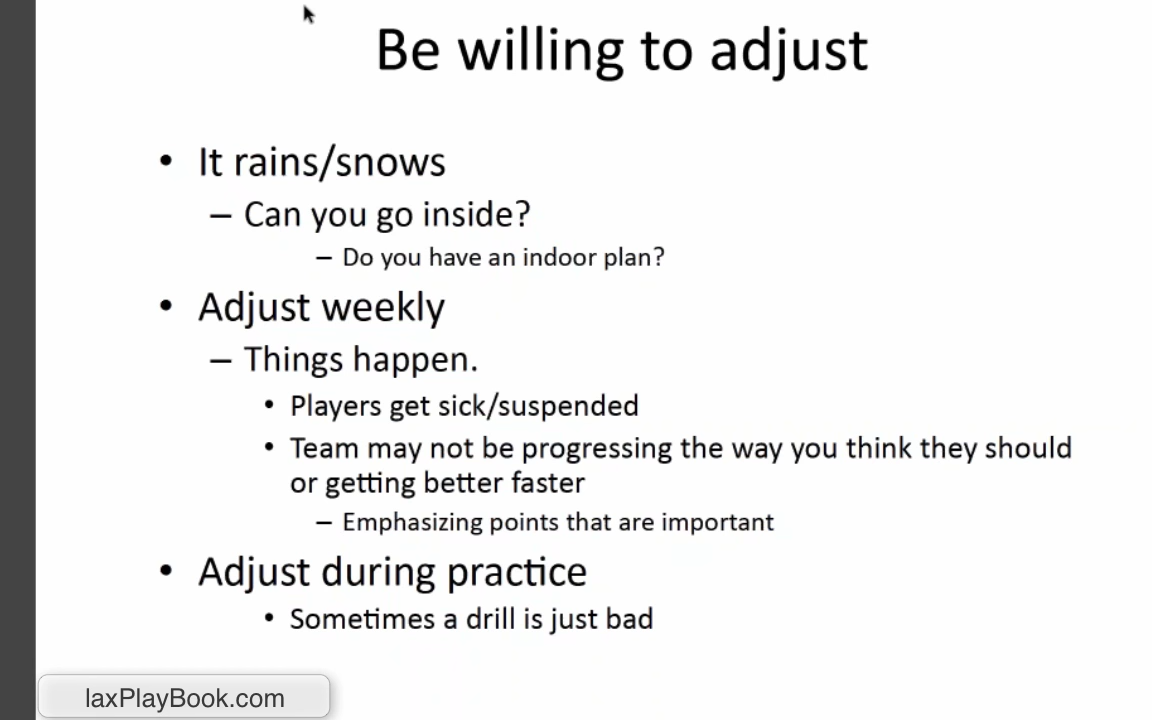 Be willing to adjust
• It rains/snows
– Can you go inside?
– Do you have an indoor plan?
• Adjust weekly
– Things happen.
• Players get sick/suspended
• Team may not be progressing the way you think they should
or getting better faster
– Emphasizing points that are important
• Adjust during practice
• Sometimes a drill is just bad
laxPlayBook.com